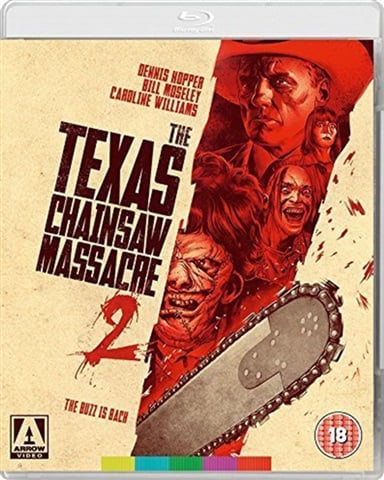 Blu-ray Disc
DENNIS HOPPER
BILL MOSELEY
CAROLINE WILLIAMS
THE
TEXAS
CHAINSAW
MASSACRE
2
THE BUZZ IS BACK
ARROW
VIDEO
18